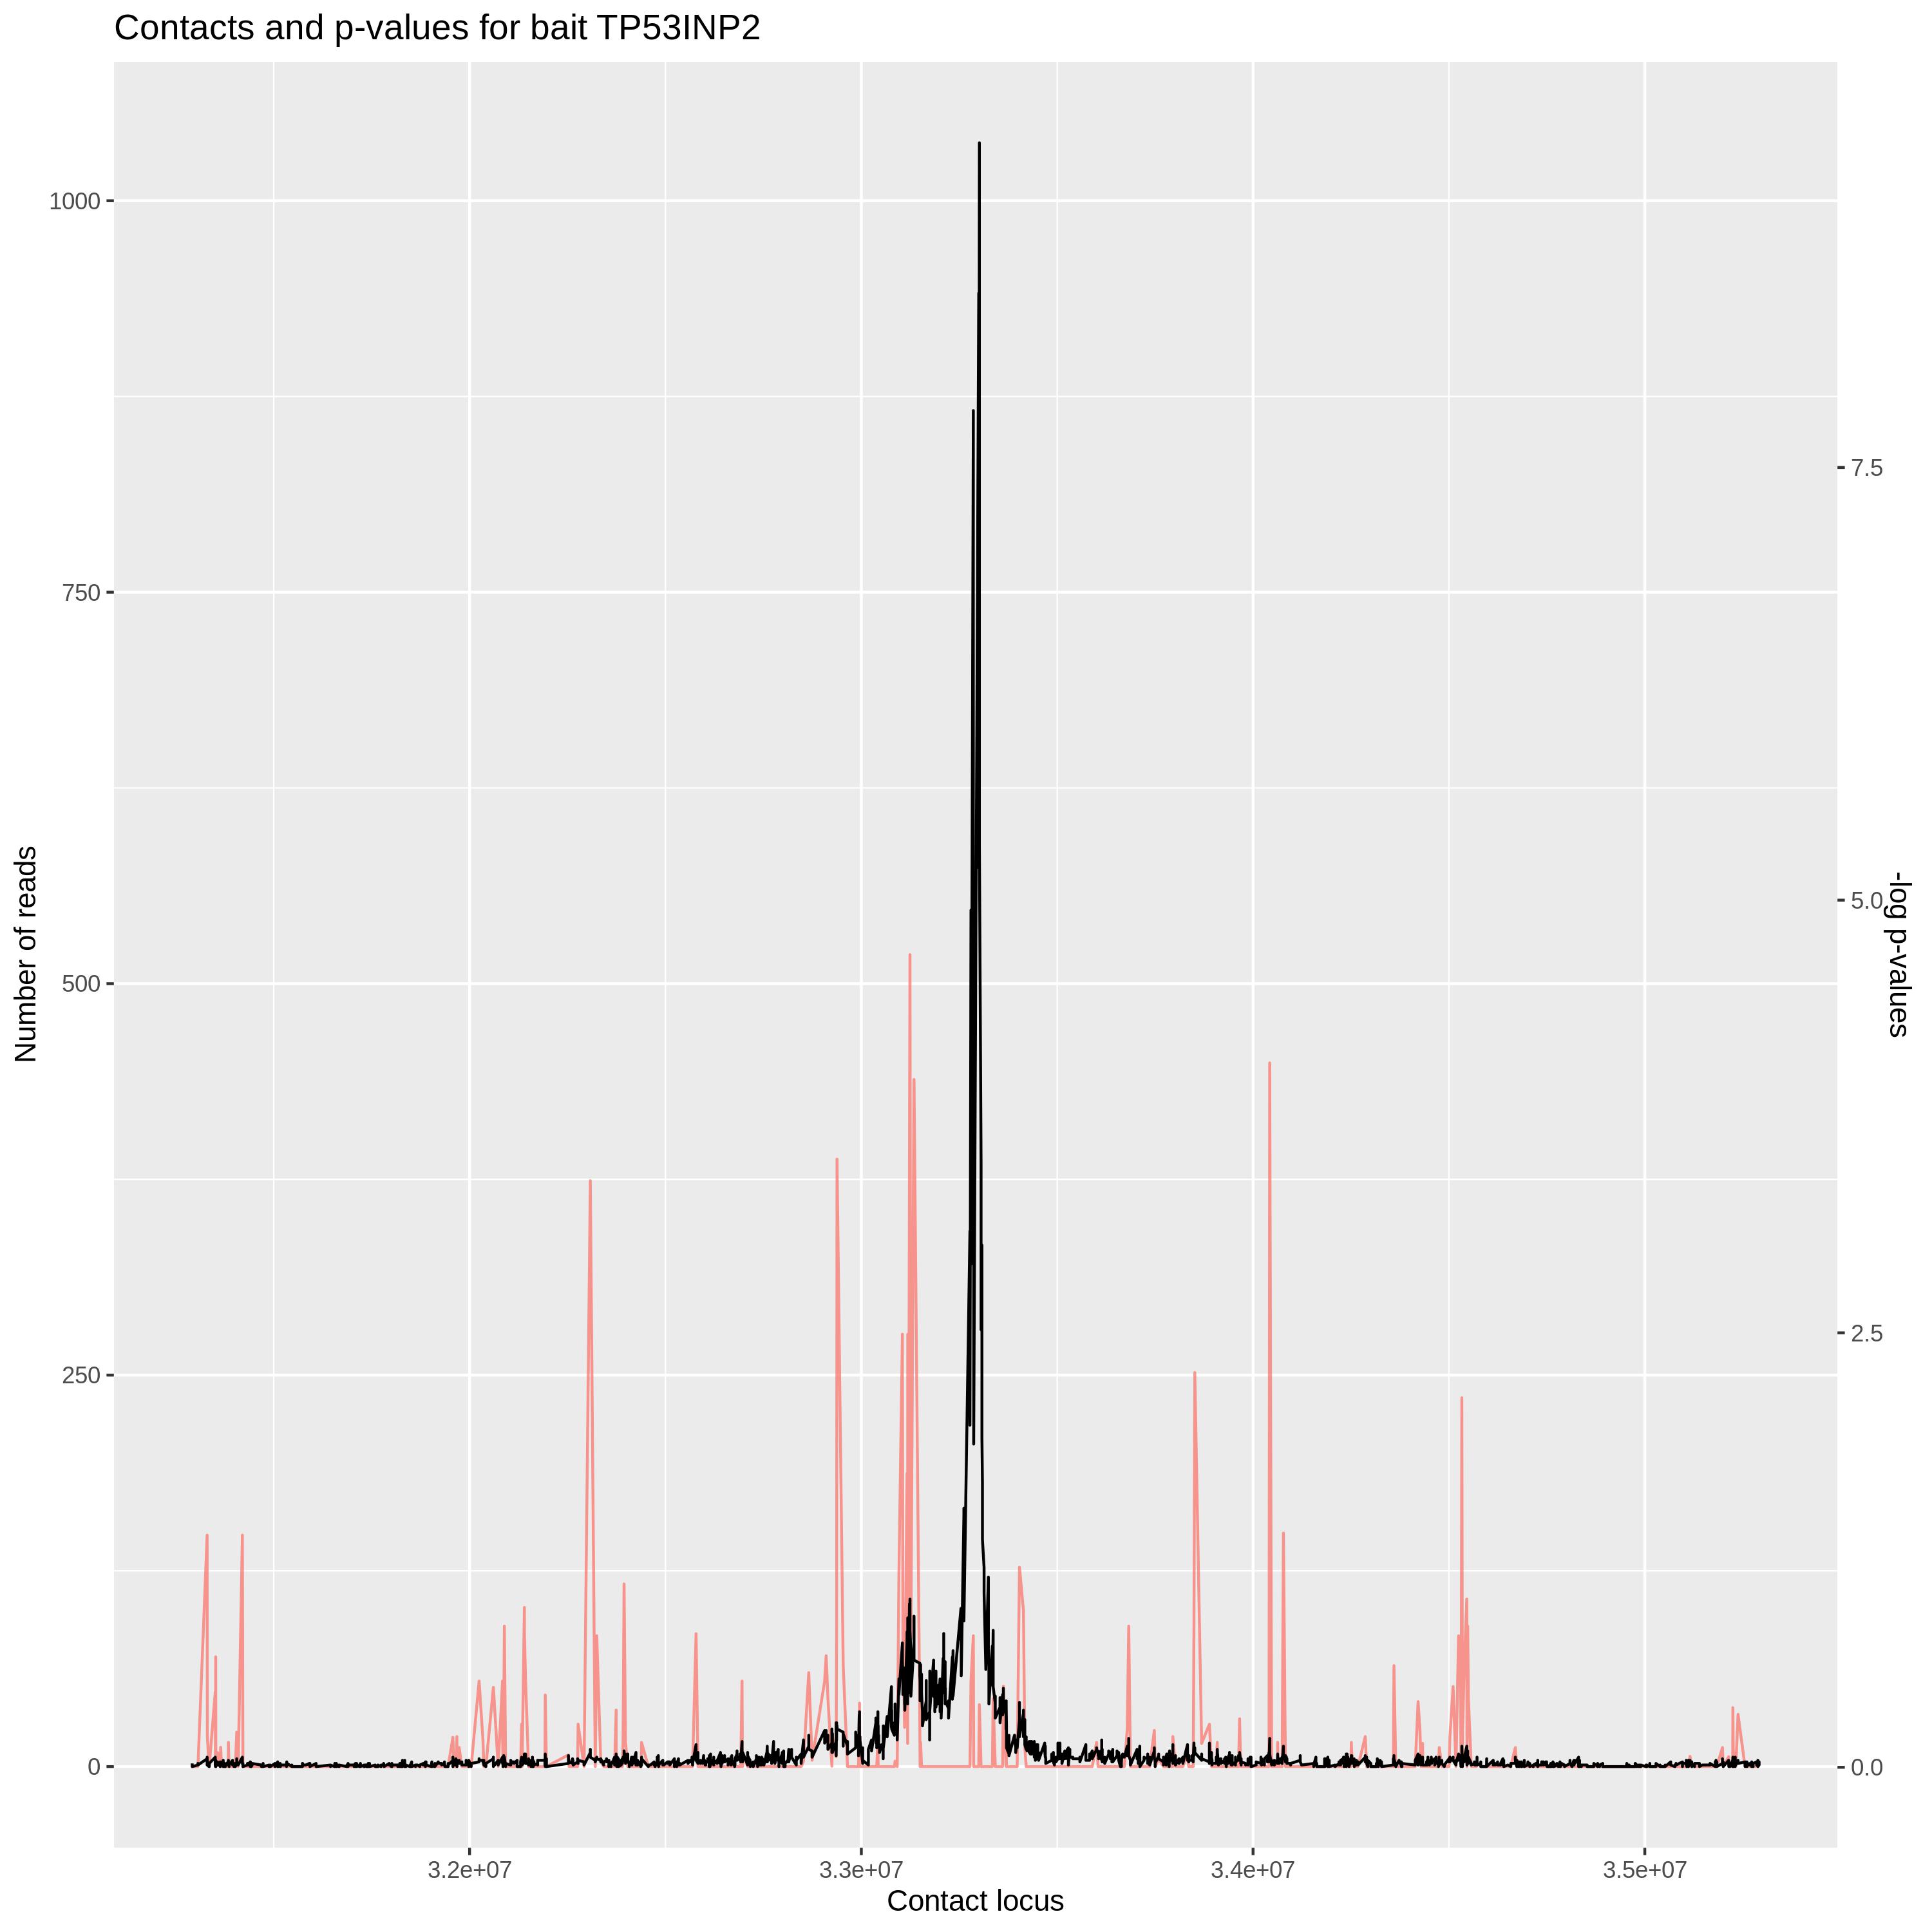 Contacts and p-values for bait TP53INP2
1000
750
500
250
0
Number of reads
7.5
5.0
2.5
0.0
-log p-values
3.2e+07
3.3e+07
3.4e+07
3.5e+07
Contact locus